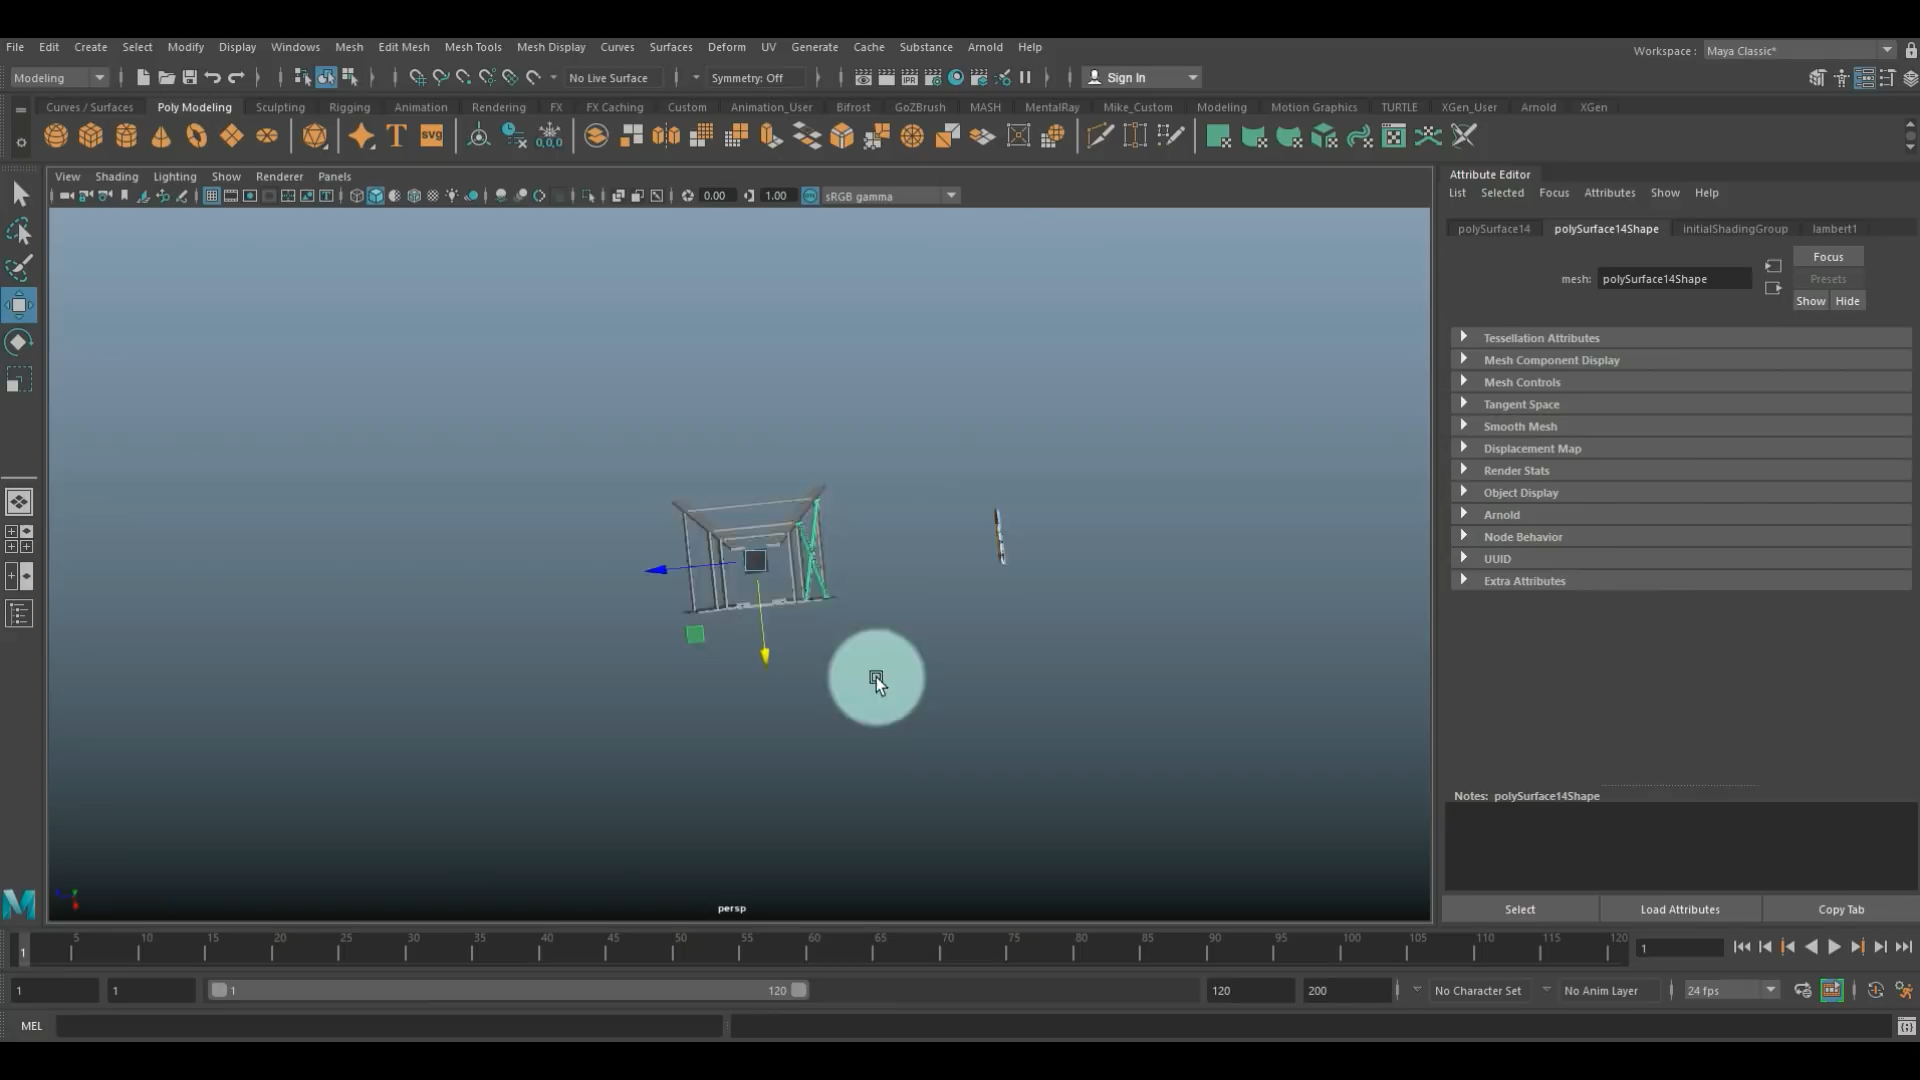 File Edit Create Select Modify Display Windows Mesh Edit Mesh Mesh Tools Mesh Display Curves Surfaces Deform UV Generate Cache Substance Arnold Help
Workspace : Maya Classic*
Modeling No Live Surface Symmetry: Off Sign In
Curves / Surfaces Poly Modeling Sculpting Rigging Animation Rendering FX FX Caching Custom Animation_User Bifrost GoZBrush MASH MentalRay Mike_Custom Modeling Motion Graphics TURTLE XGen_User Arnold XGen
T SVG IPR 0,0,0
View Shading Lighting Show Renderer Panels
0.00 1.00 sRGB gamma
persp
Attribute Editor
List Selected Focus Attributes Show Help
polySurface14 polySurface14Shape initialShadingGroup lambert1
Focus
mesh: polySurface14Shape
Presets
Show Hide
Tessellation Attributes
Mesh Component Display
Mesh Controls
Tangent Space
Smooth Mesh
Displacement Map
Render Stats
Object Display
Arnold
Node Behavior
UUID
Extra Attributes
Notes: polySurface14Shape
Select Load Attributes Copy Tab
1 5 10 15 20 25 30 35 40 45 50 55 60 65 70 75 80 85 90 95 100 105 110 115 120 1
1 1 1 120 120 200 No Character Set No Anim Layer 24 fps
MEL